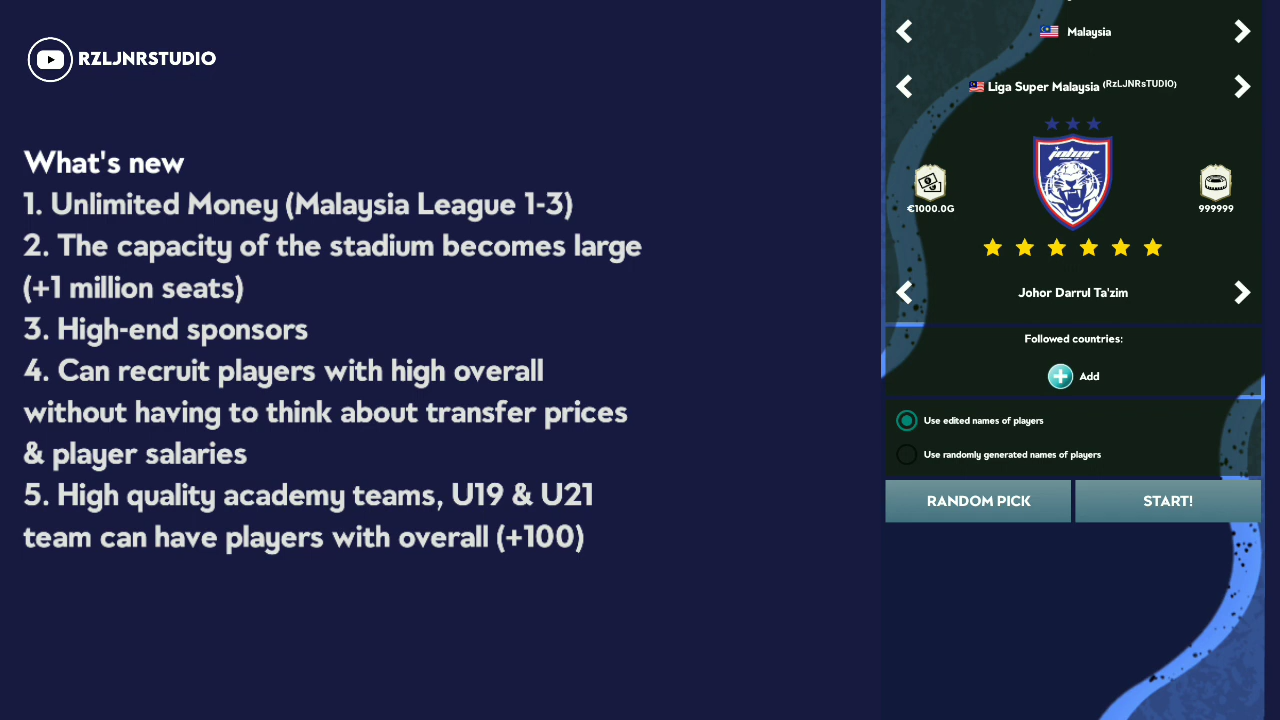 RZLJNRSTUDIO
What's new
1. Unlimited Money (Malaysia League 1-3)
2. The capacity of the stadium becomes large
(+1 million seats)
3. High-end sponsors
4. Can recruit players with high overall
without having to think about transfer prices
& player salaries
5. High quality academy teams, U19 & U21
team can have players with overall (+100)
Malaysia
Liga Super Malaysia (RzLJNRsTUDIO)
johor
€1000.0G
999999
Johor Darrul Ta'zim
Followed countries:
Add
Use edited names of players
Use randomly generated names of players
RANDOM PICK
START!